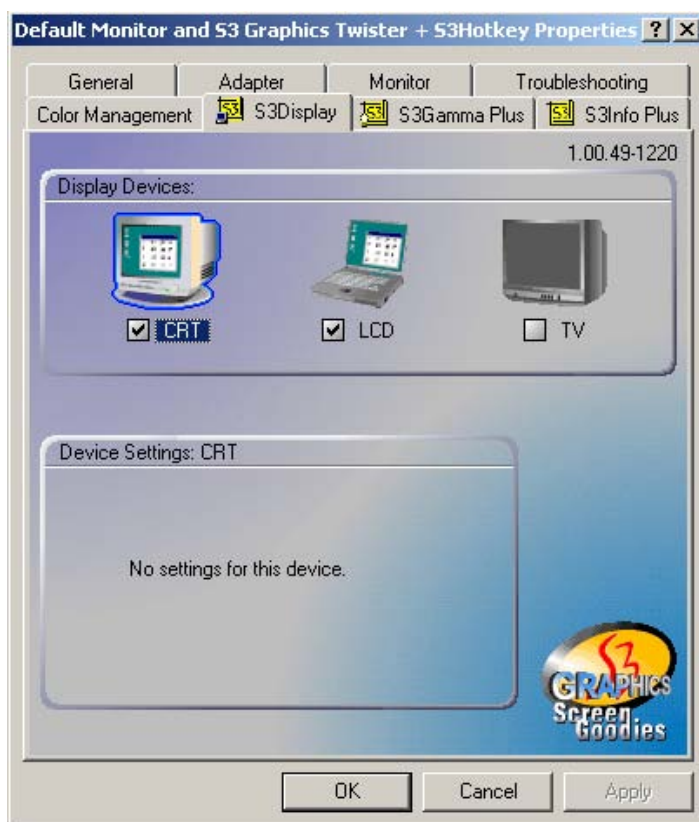 Default Monitor and S3 Graphics Twister + S3Hotkey Properties ? X
General Adapter Monitor Troubleshooting
Color Management S3Display S3Gamma Plus S3Info Plus
1.00.49-1220
Display Devices:
CRT LCD TV
Device Settings: CRT
No settings for this device.
S3
GRAPHICS
Screen
Goodies
OK Cancel Apply